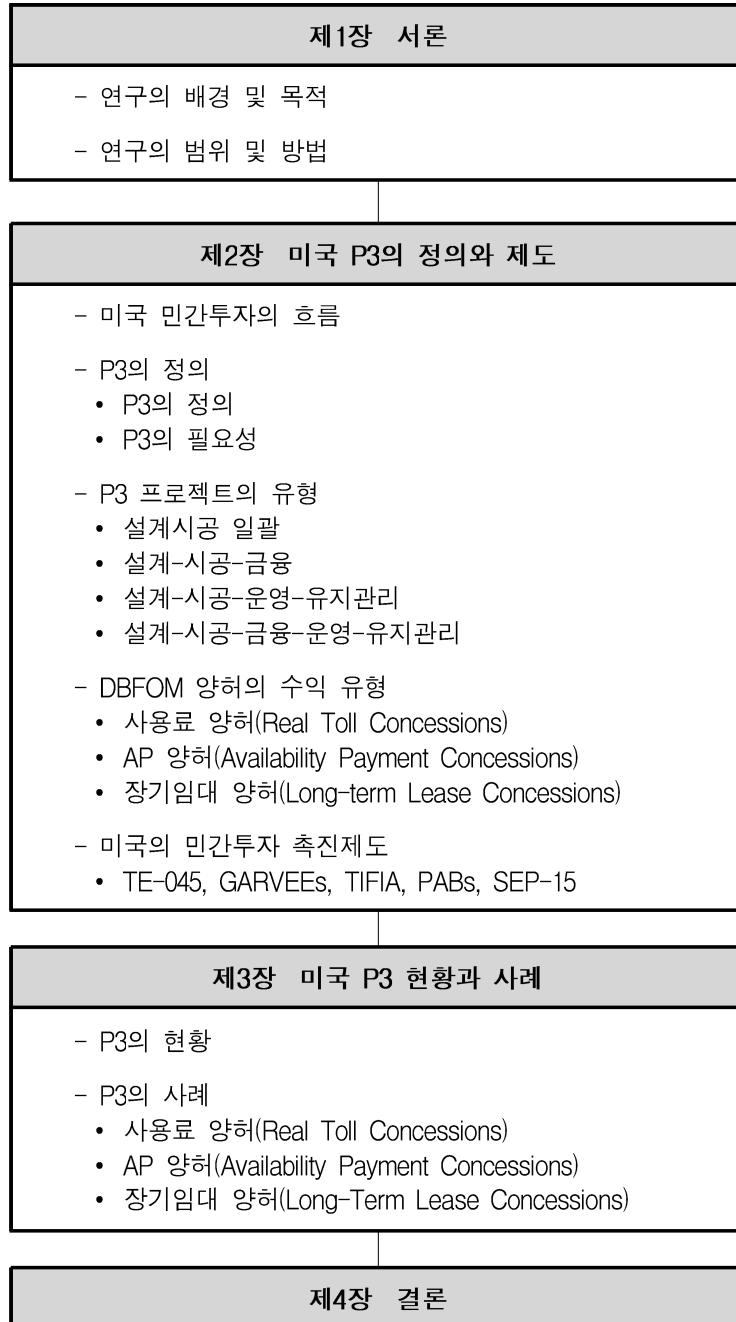 제1장 서론
- 연구의 배경 및 목적
- 연구의 범위 및 방법
제2장 미국 P3의 정의와 제도
- 미국 민간투자의 흐름
- P3의 정의
• P3의 정의
• P3의 필요성
- P3 프로젝트의 유형
• 설계시공 일괄
• 설계-시공-금융
• 설계-시공-운영-유지관리
• 설계-시공-금융-운영-유지관리
- DBFOM 양허의 수익 유형
• 사용료 양허(Real Toll Concessions)
• AP 양허(Availability Payment Concessions)
• 장기임대 양허(Long-term Lease Concessions)
- 미국의 민간투자 촉진제도
• TE-045, GARVEEs, TIFIA, PABs, SEP-15
제3장 미국 P3 현황과 사례
- P3의 현황
- P3의 사례
• 사용료 양허(Real Toll Concessions)
• AP 양허(Availability Payment Concessions)
• 장기임대 양허(Long-Term Lease Concessions)
제4장 결론